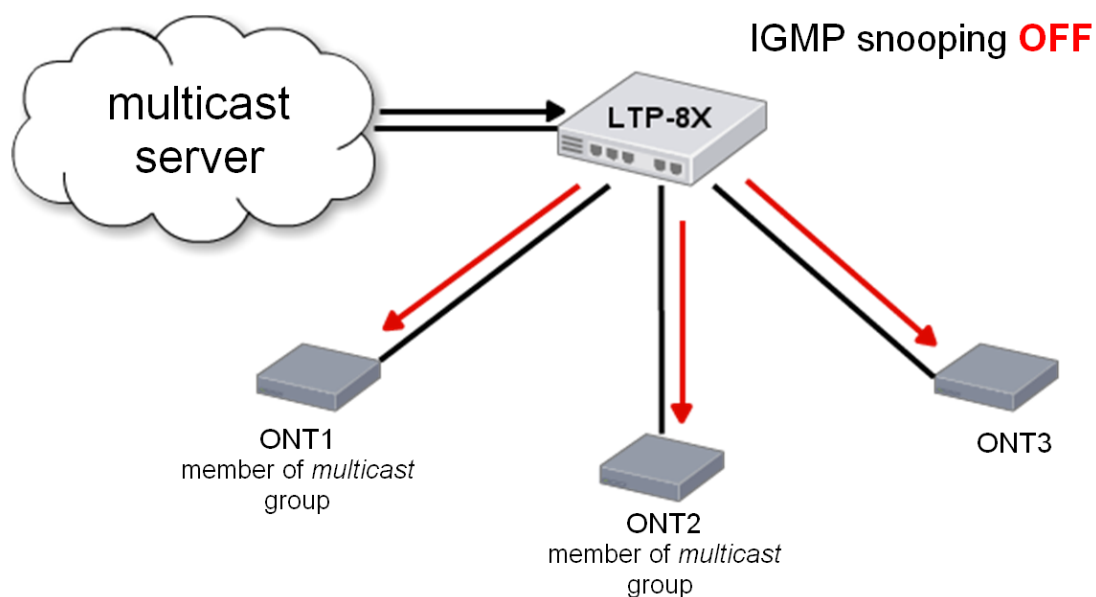 IGMP snooping OFF
multicast
server
LTP-8X
ONT1
member of multicast
group
ONT2
member of multicast
group
ONT3